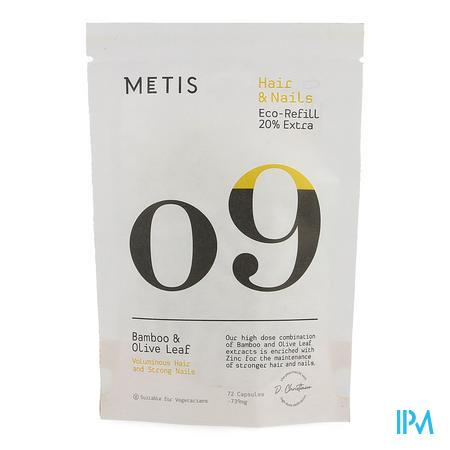 METIS
Hair
& Nails
Eco-Refill
20% Extra
09
Bamboo &
Olive Leaf
Voluminous Hair
and Strong Nails
Our high dose combination
of Bamboo and Olive Leaf
extracts is enriched with
Zinc for the maintenance
of stronger hair and nails.
Suitable for Vegetarians
72 Capsules
-739mg
D. Christiaen
IPM